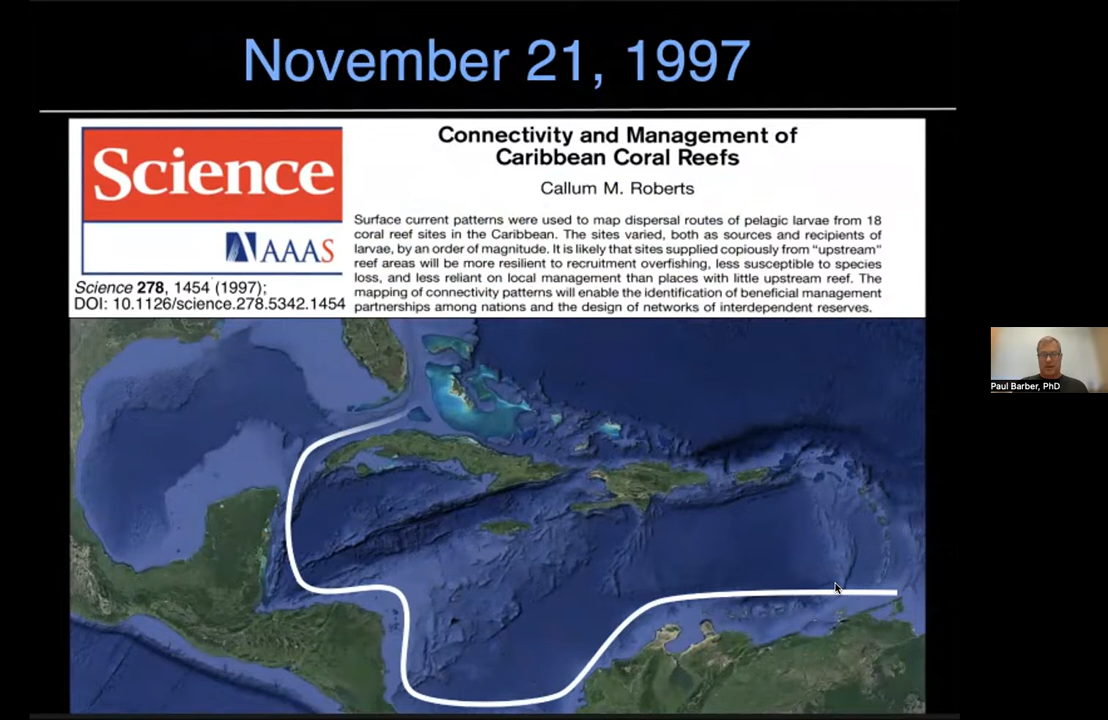 November 21, 1997
Science
AAAS
Science 278, 1454 (1997);
DOI: 10.1126/science.278.5342.1454
Connectivity and Management of
Caribbean Coral Reefs
Callum M. Roberts
Surface current patterns were used to map dispersal routes of pelagic larvae from 18
coral reef sites in the Caribbean. The sites varied, both as sources and recipients of
larvae, by an order of magnitude. It is likely that sites supplied copiously from “upstream”
reef areas will be more resilient to recruitment overfishing, less susceptible to species
loss, and less reliant on local management than places with little upstream reef. The
mapping of connectivity patterns will enable the identification of beneficial management
partnerships among nations and the design of networks of interdependent reserves.
Paul Barber, PhD